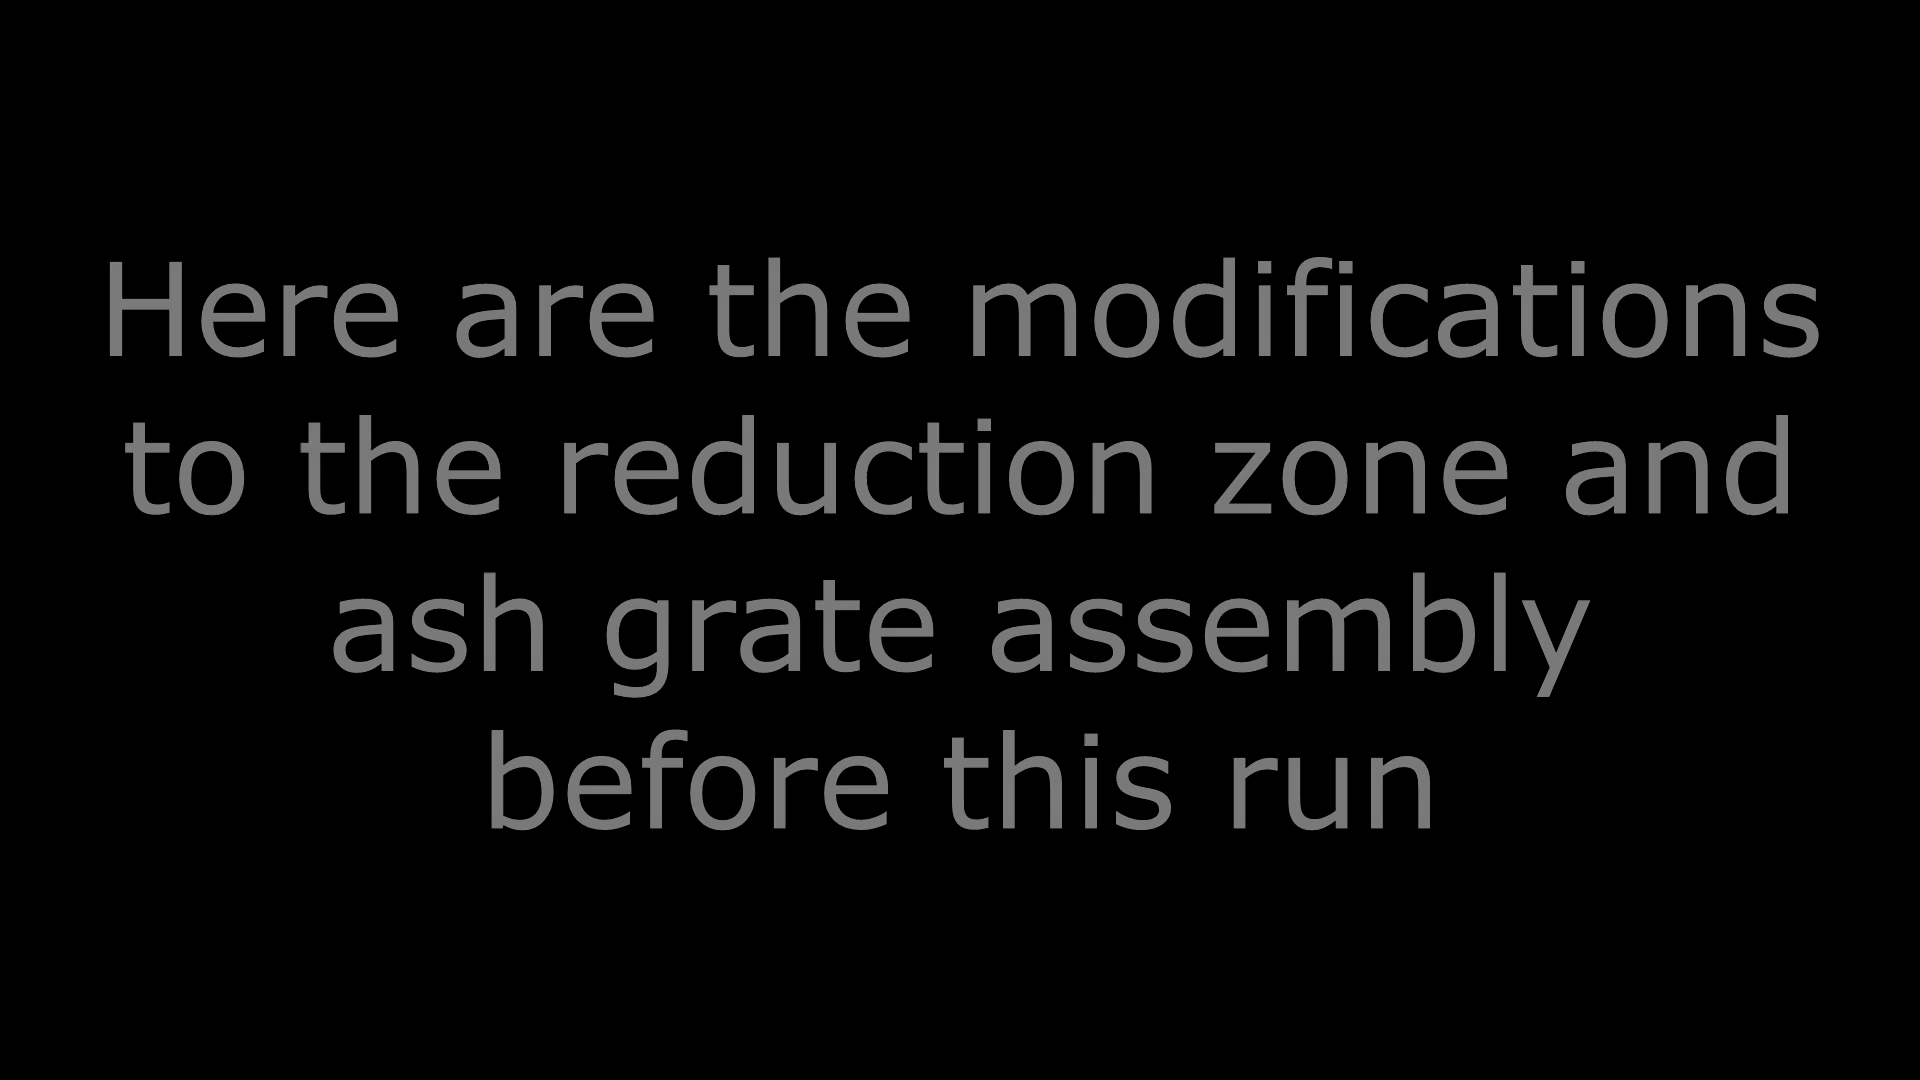 Here are the modifications
to the reduction zone and
ash grate assembly
before this run